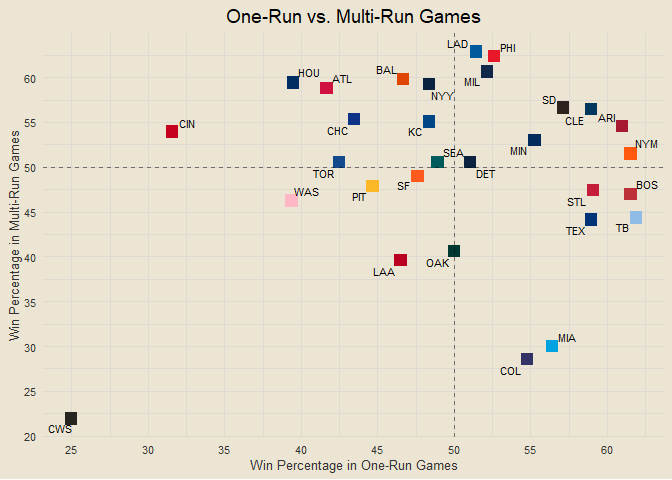 One-Run vs. Multi-Run Games
LAD
PHI
HOU
ATL
BAL
MIL
NYY
SD
CLE
ARI
CIN
CHC
KC
MIN
NYM
TOR
SEA
DET
WAS
PIT
SF
STL
BOS
TEX
TB
LAA
OAK
MIA
COL
CWS
60
55
50
45
40
35
30
25
20
25
30
35
40
45
50
55
60
Win Percentage in Multi-Run Games
Win Percentage in One-Run Games